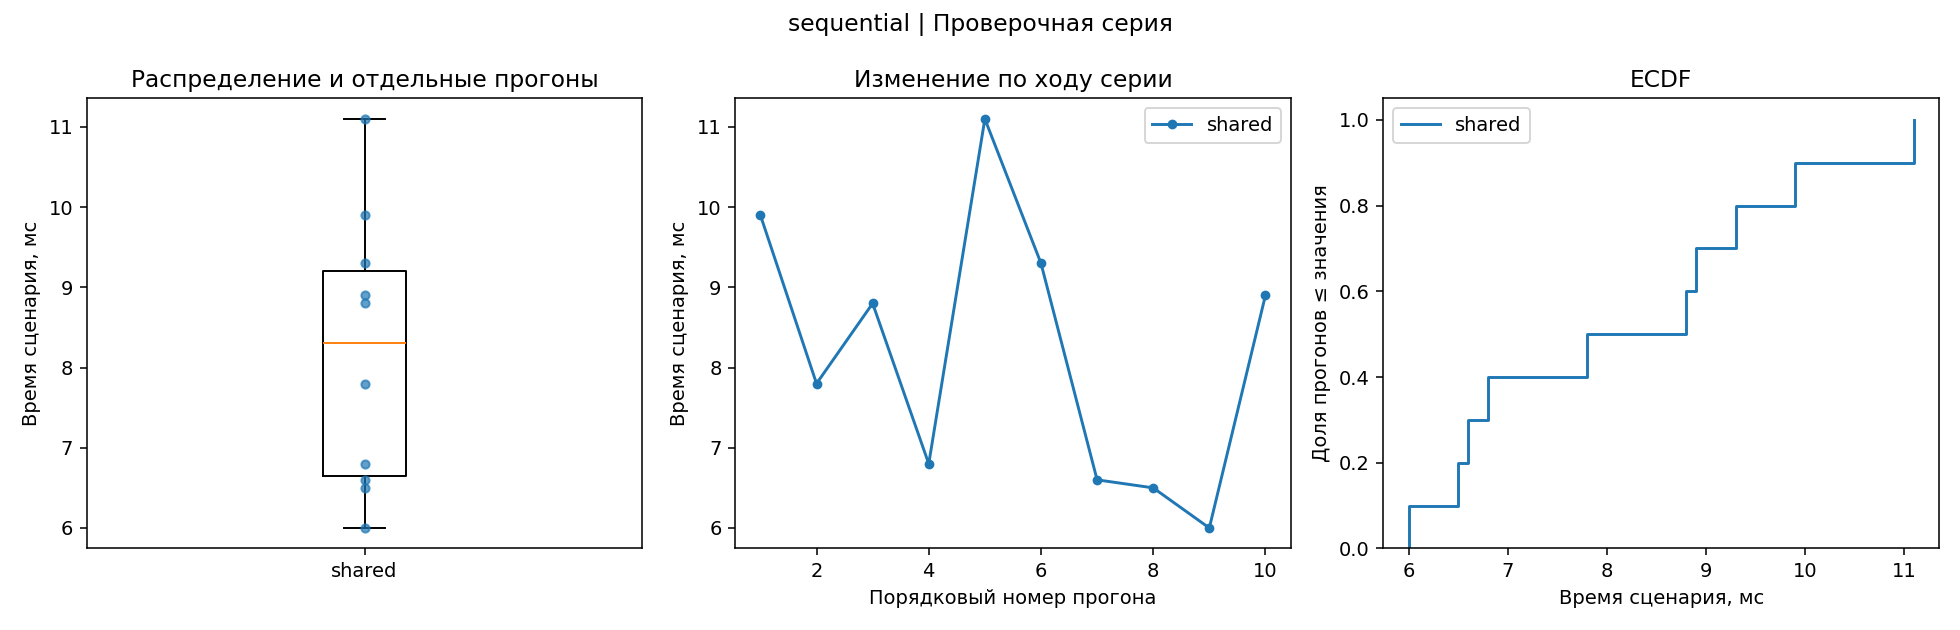 sequential | Проверочная серия
Распределение и отдельные прогоны
Время сценария, мс
11
10
9
8
7
6
shared
Изменение по ходу серии
Время сценария, мс
11
10
9
8
7
6
shared
2 4 6 8 10
Порядковый номер прогона
ECDF
Доля прогонов ≤ значения
1.0
0.8
0.6
0.4
0.2
0.0
shared
6 7 8 9 10 11
Время сценария, мс